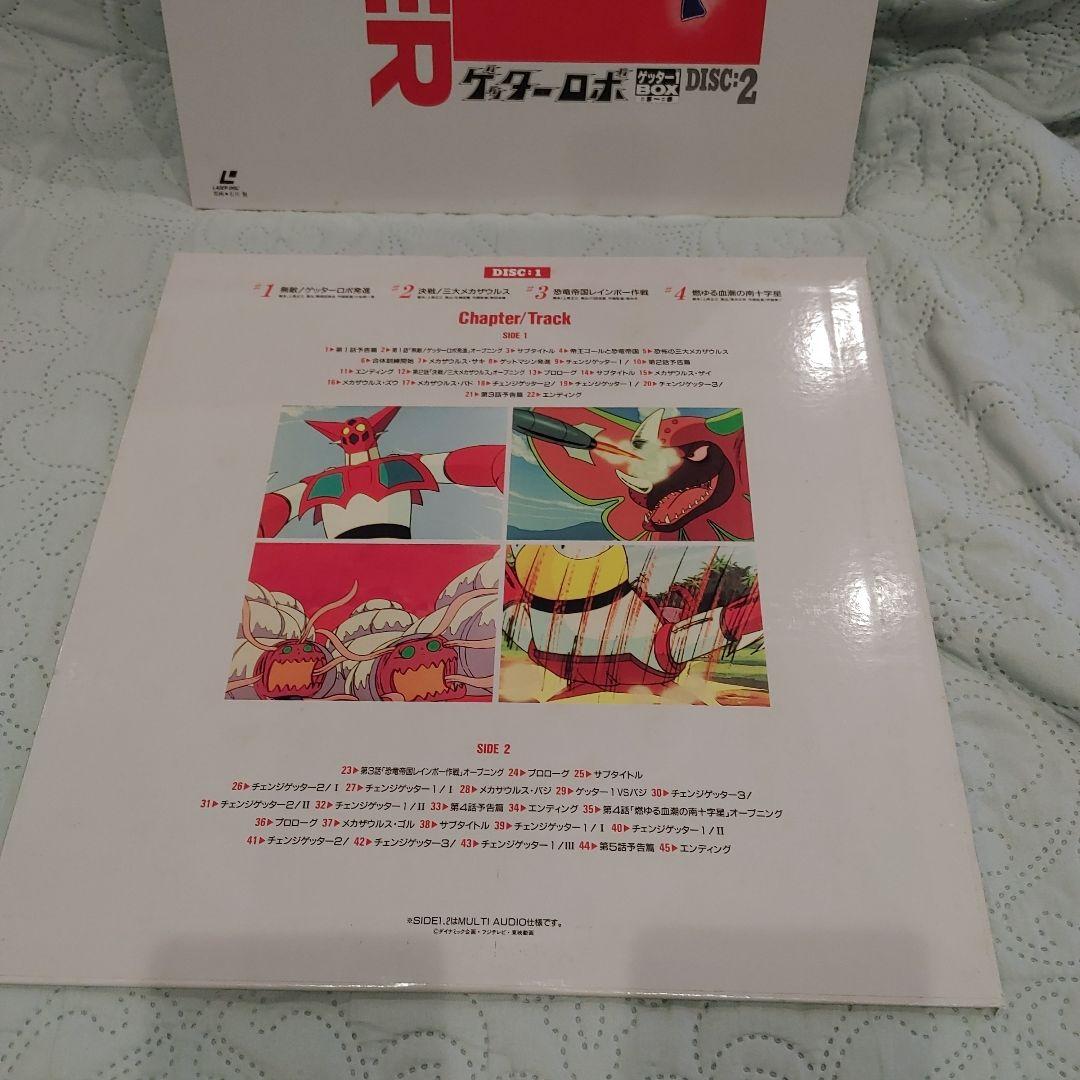 ER
ゲッターロボ ゲッター1 BOX DISC:2
LASER DISC
DISC:1
#1 無敵!ゲッターロボ発進 #2 決戦!三大メカザウルス #3 恐竜帝国レインボー作戦 #4 燃ゆる血潮の南十字星
Chapter/Track
SIDE 1
1▶第1話予告篇 2▶第1話「無敵!ゲッターロボ発進」オープニング 3▶サブタイトル 4▶帝王ゴールと恐竜帝国 5▶恐怖の三大メカザウルス
6▶合体訓練開始 7▶メカザウルス・サキ 8▶ゲットマシン発進 9▶チェンジゲッター1! 10▶第2話予告篇
11▶エンディング 12▶第2話「決戦!三大メカザウルス」オープニング 13▶プロローグ 14▶サブタイトル 15▶メカザウルス・ザイ
16▶メカザウルス・ズウ 17▶メカザウルス・バド 18▶チェンジゲッター2! 19▶チェンジゲッター1! 20▶チェンジゲッター3!
21▶第3話予告篇 22▶エンディング
SIDE 2
23▶第3話「恐竜帝国レインボー作戦」オープニング 24▶プロローグ 25▶サブタイトル
26▶チェンジゲッター2!Ⅰ 27▶チェンジゲッター1!Ⅰ 28▶メカザウルス・バジ 29▶ゲッター1VSバジ 30▶チェンジゲッター3!
31▶チェンジゲッター2!Ⅱ 32▶チェンジゲッター1!Ⅱ 33▶第4話予告篇 34▶エンディング 35▶第4話「燃ゆる血潮の南十字星」オープニング
36▶プロローグ 37▶メカザウルス・ゴル 38▶サブタイトル 39▶チェンジゲッター1!Ⅰ 40▶チェンジゲッター1!Ⅱ
41▶チェンジゲッター2! 42▶チェンジゲッター3! 43▶チェンジゲッター1!Ⅲ 44▶第5話予告篇 45▶エンディング
※SIDE1,2はMULTI AUDIO仕様です。
©ダイナミック企画・フジテレビ・東映動画